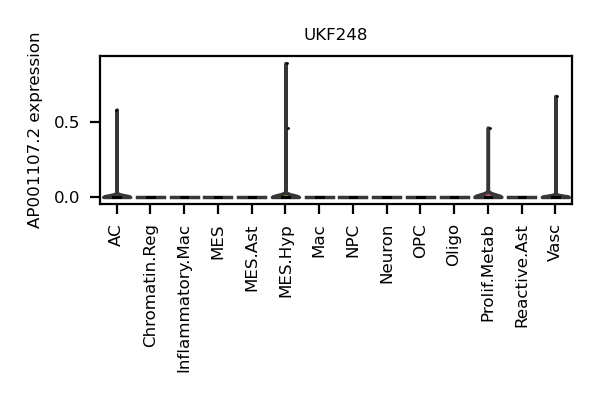 UKF248
AP001107.2 expression
0.5
0.0
AC
Chromatin.Reg
Inflammatory.Mac
MES
MES.Ast
MES.Hyp
Mac
NPC
Neuron
OPC
Oligo
Prolif.Metab
Reactive.Ast
Vasc